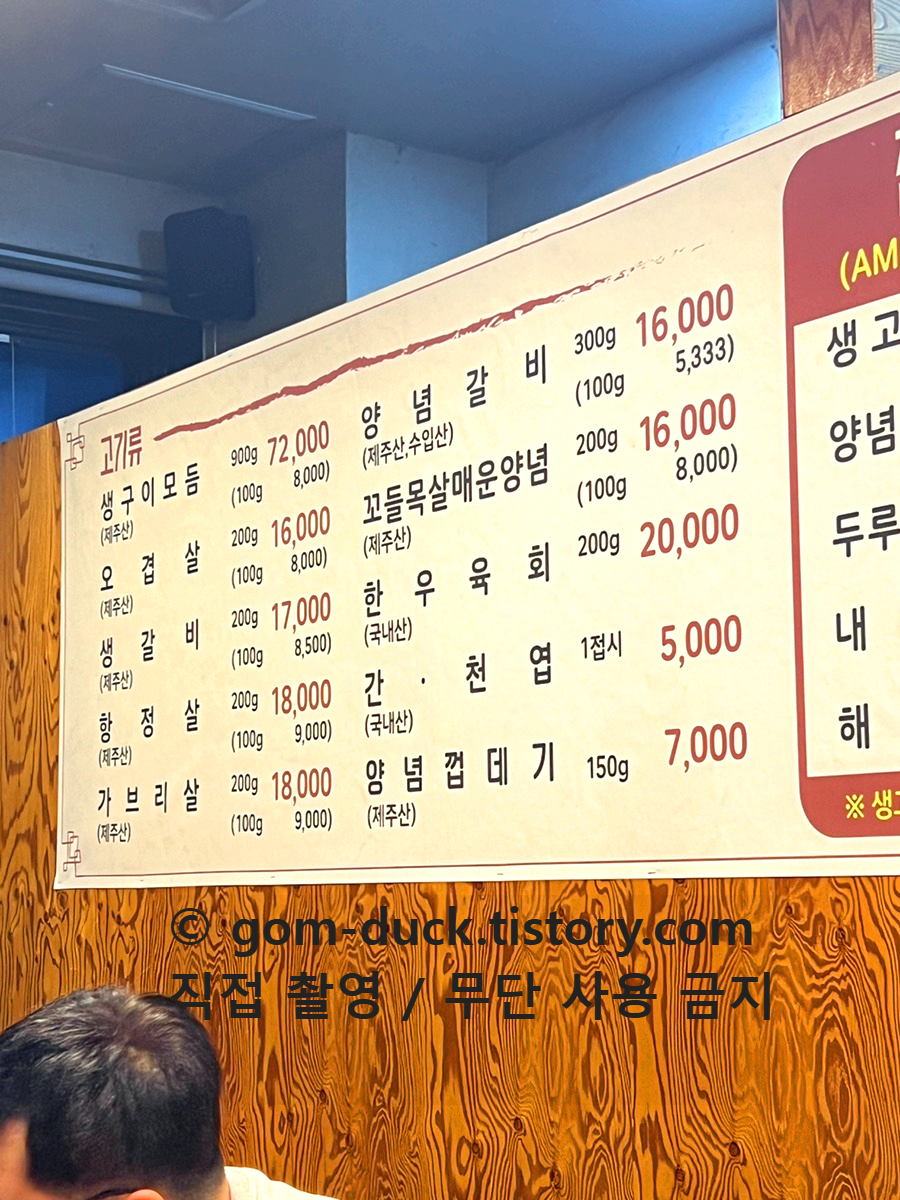 고기류
생구이모듬 900g 72,000
(제주산) (100g 8,000)
오겹살 200g 16,000
(제주산) (100g 8,000)
생갈비 200g 17,000
(제주산) (100g 8,500)
항정살 200g 18,000
(제주산) (100g 9,000)
가브리살 200g 18,000
(제주산) (100g 9,000)
양념갈비 300g 16,000
(제주산,수입산) (100g 5,333)
꼬들목살매운양념 200g 16,000
(제주산) (100g 8,000)
한우육회 200g 20,000
(국내산)
간·천엽 1접시 5,000
(국내산)
양념껍데기 150g 7,000
(제주산)
(AM
생고
양념
두루
내
해
※ 생고
© gom-duck.tistory.com
직접 촬영 / 무단 사용 금지